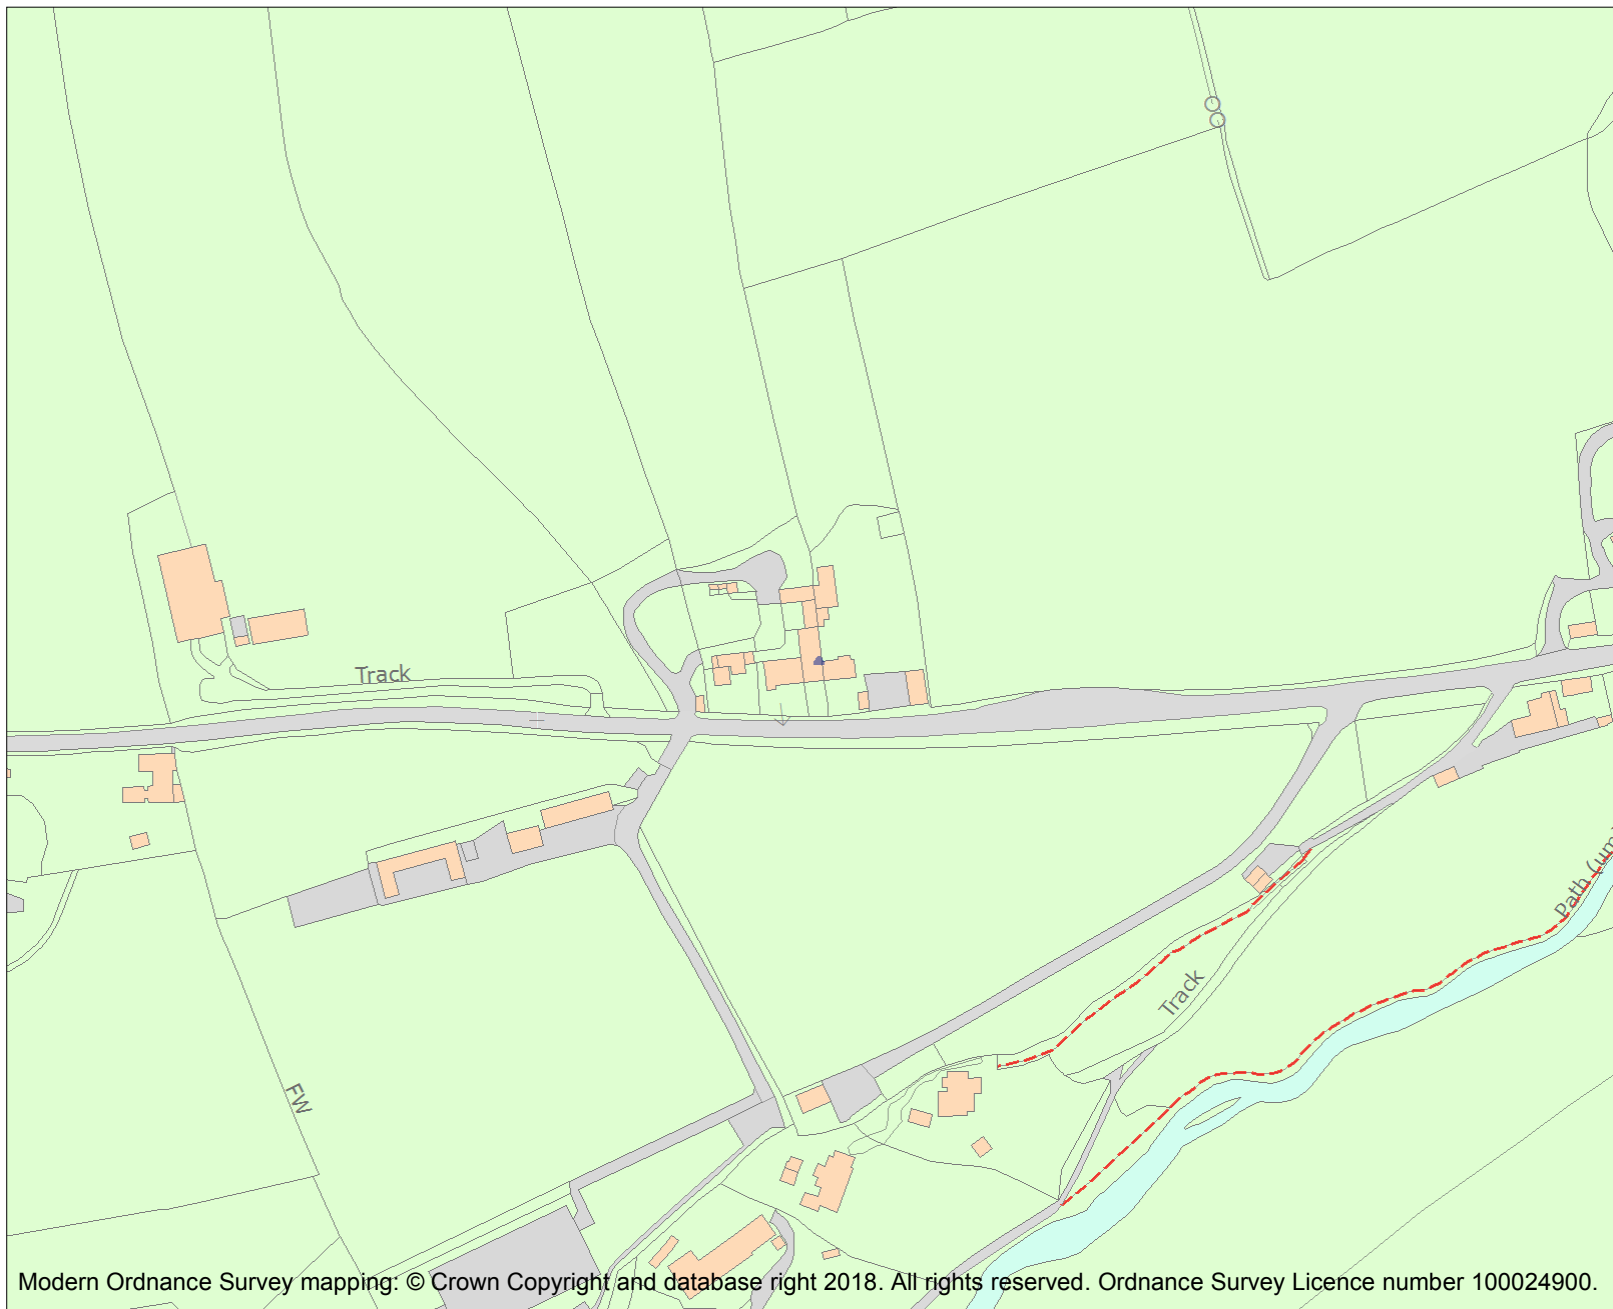 Track
Path (um
Track
FW
Modern Ordnance Survey mapping: © Crown Copyright and database right 2018. All rights reserved. Ordnance Survey Licence number 100024900.